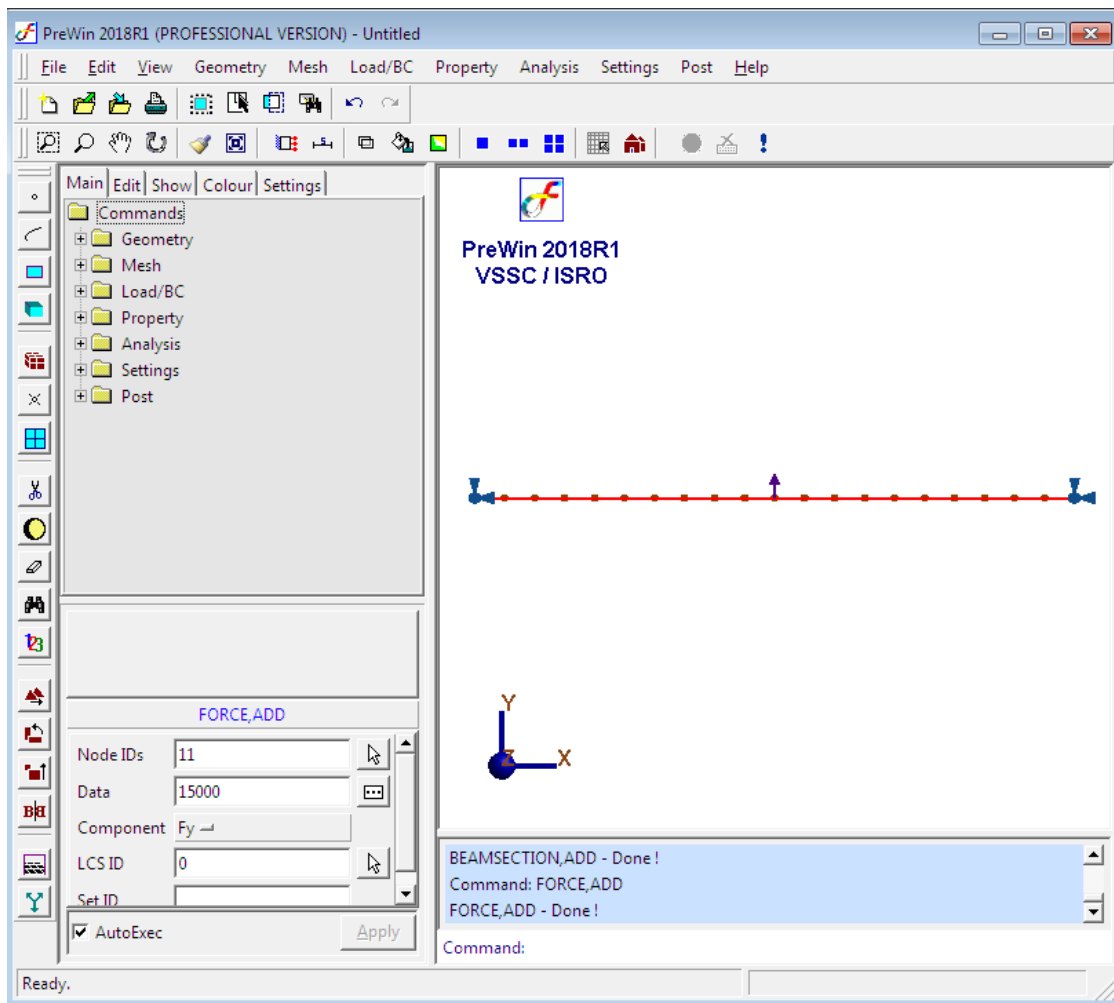 PreWin 2018R1 (PROFESSIONAL VERSION) - Untitled
File Edit View Geometry Mesh Load/BC Property Analysis Settings Post Help
Main Edit Show Colour Settings
Commands
Geometry
Mesh
Load/BC
Property
Analysis
Settings
Post
PreWin 2018R1
VSSC / ISRO
Y
Z
X
FORCE,ADD
Node IDs 11
Data 15000
Component Fy
LCS ID 0
Set ID
AutoExec Apply
BEAMSECTION,ADD - Done !
Command: FORCE,ADD
FORCE,ADD - Done !
Command:
Ready.